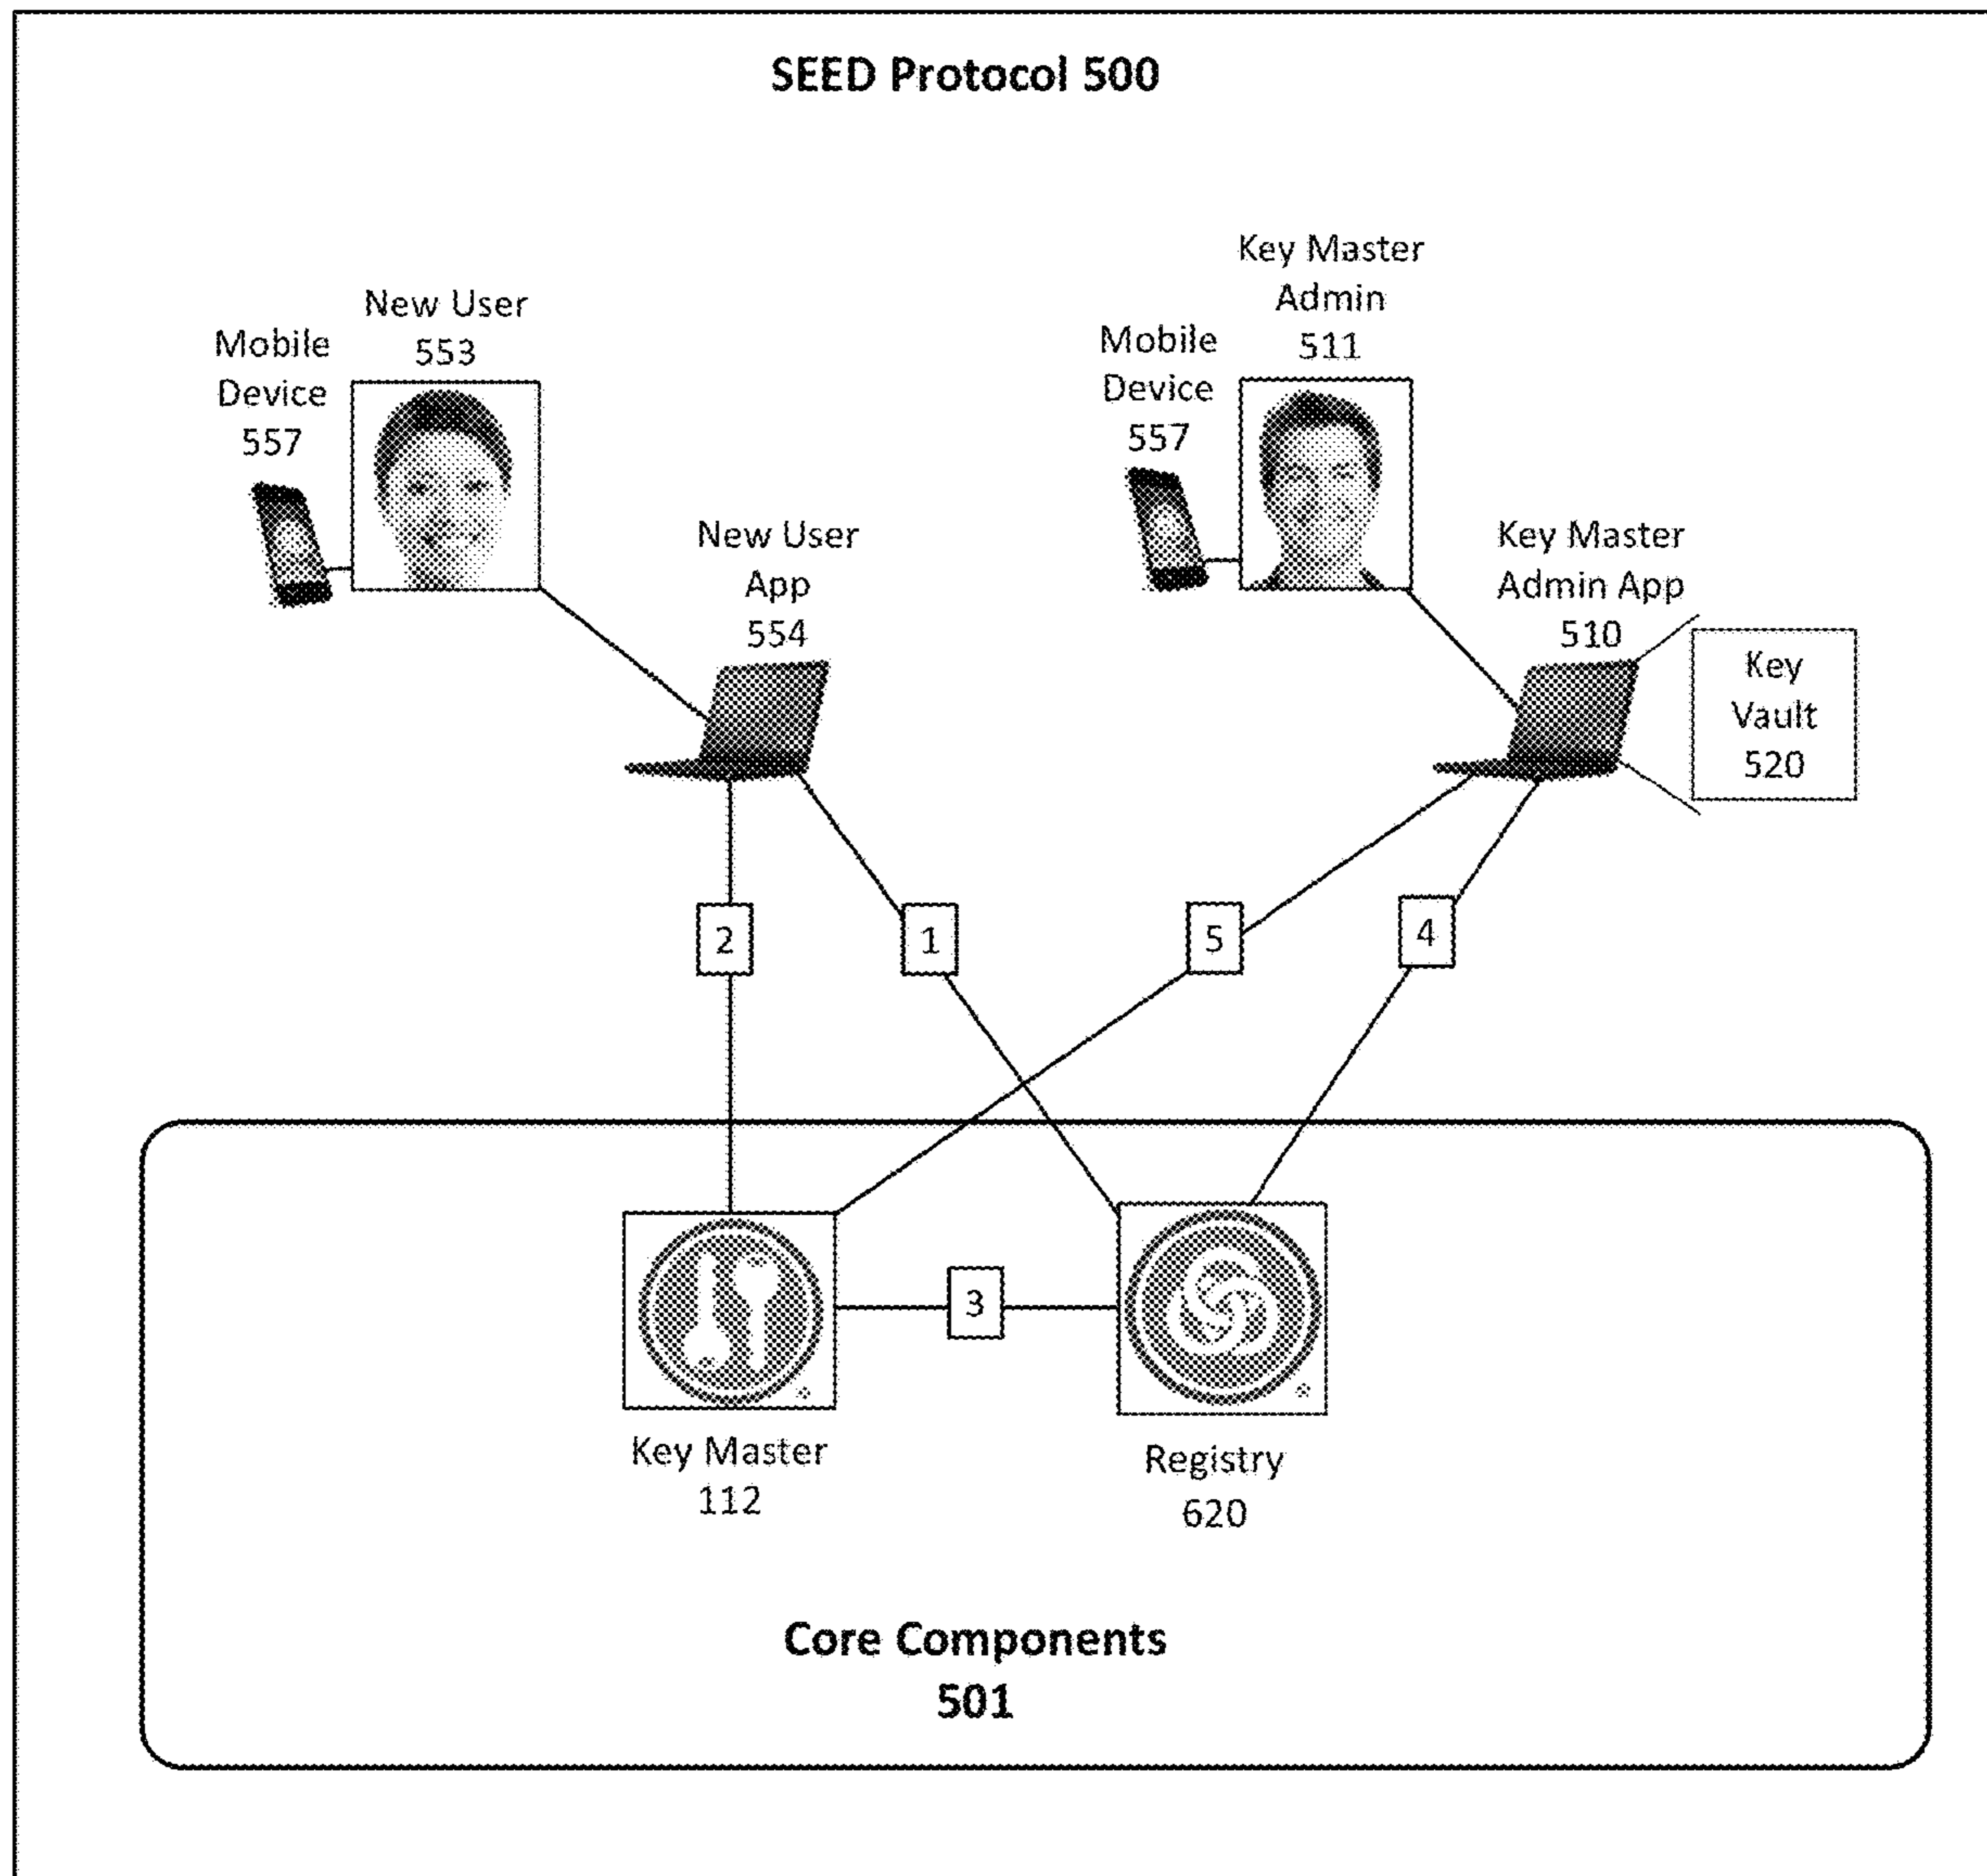 SEED Protocol 500
New User
553
Mobile
Device
557
Key Master
Admin
511
Mobile
Device
557
New User
App
554
Key Master
Admin App
510
Key
Vault
520
2
1
5
4
3
Key Master
112
Registry
620
Core Components
501